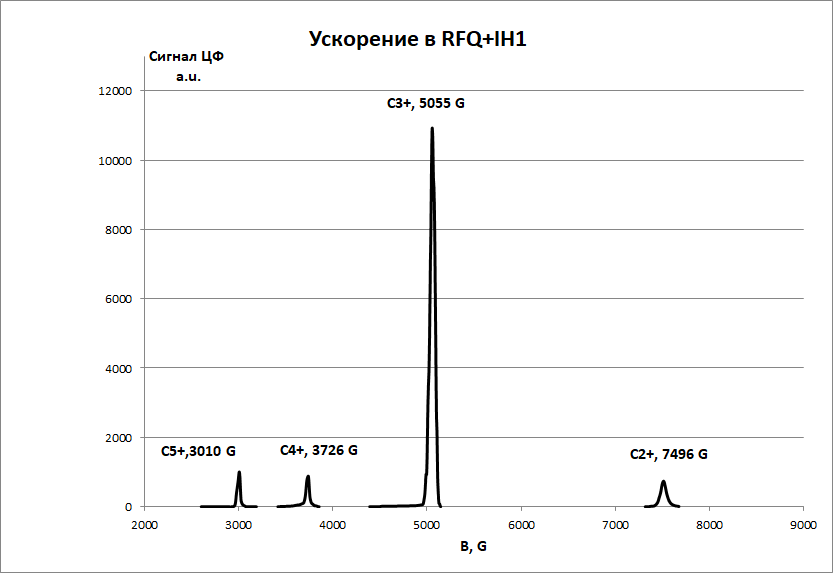 Ускорение в RFQ+IH1
Сигнал ЦФ
a.u.
12000
10000
8000
6000
4000
2000
0
C5+,3010 G
C4+, 3726 G
C3+, 5055 G
C2+, 7496 G
2000 3000 4000 5000 6000 7000 8000 9000
B, G